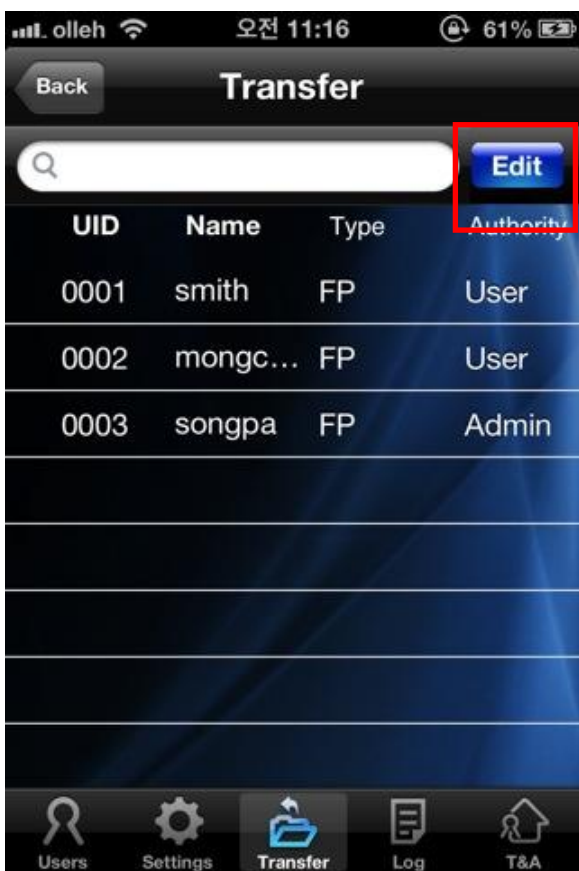 olleh 오전 11:16 61%
Back Transfer
Edit
UID Name Type Authority
0001 smith FP User
0002 mongc... FP User
0003 songpa FP Admin
Users Settings Transfer Log T&A